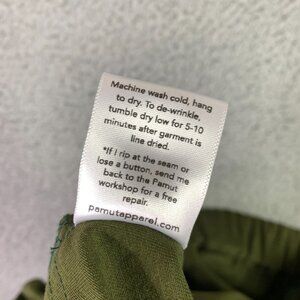 Machine wash cold, hang
to dry. To de-wrinkle,
tumble dry low for 5-10
minutes after garment is
line dried.
*If I rip at the seam or
lose a button, send me
back to the Pamut
workshop for a free
repair.
pamutapparel.com